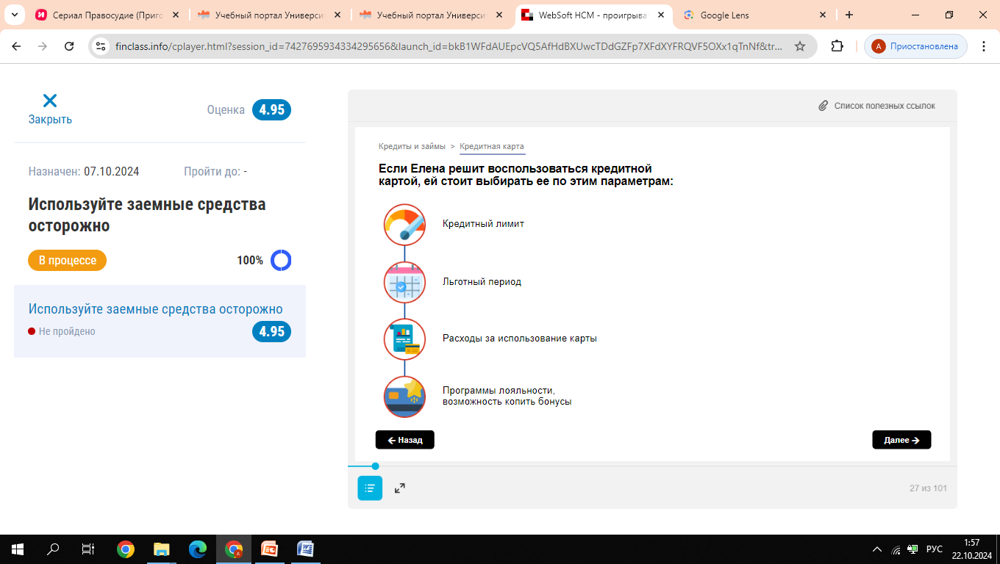 Сериал Правосудие (Приго
Учебный портал Универси
Учебный портал Универси
WebSoft HCM - проигрыва
Google Lens
finclass.info/cplayer.html?session_id=7427695934334295656&launch_id=bkB1WFdAUEpcVQ5AfHdBXUwcTDdGZFp7XFdXYFRQVF5OXx1qTnNf&tr...
A Приостановлена
Закрыть
Оценка 4.95
Назначен: 07.10.2024 Пройти до: -
Используйте заемные средства
осторожно
В процессе 100%
Используйте заемные средства осторожно
Не пройдено 4.95
Список полезных ссылок
Кредиты и займы > Кредитная карта
Если Елена решит воспользоваться кредитной
картой, ей стоит выбирать ее по этим параметрам:
Кредитный лимит
Льготный период
Расходы за использование карты
Программы лояльности,
возможность копить бонусы
Назад
Далее
27 из 101
РУС
1:57
22.10.2024